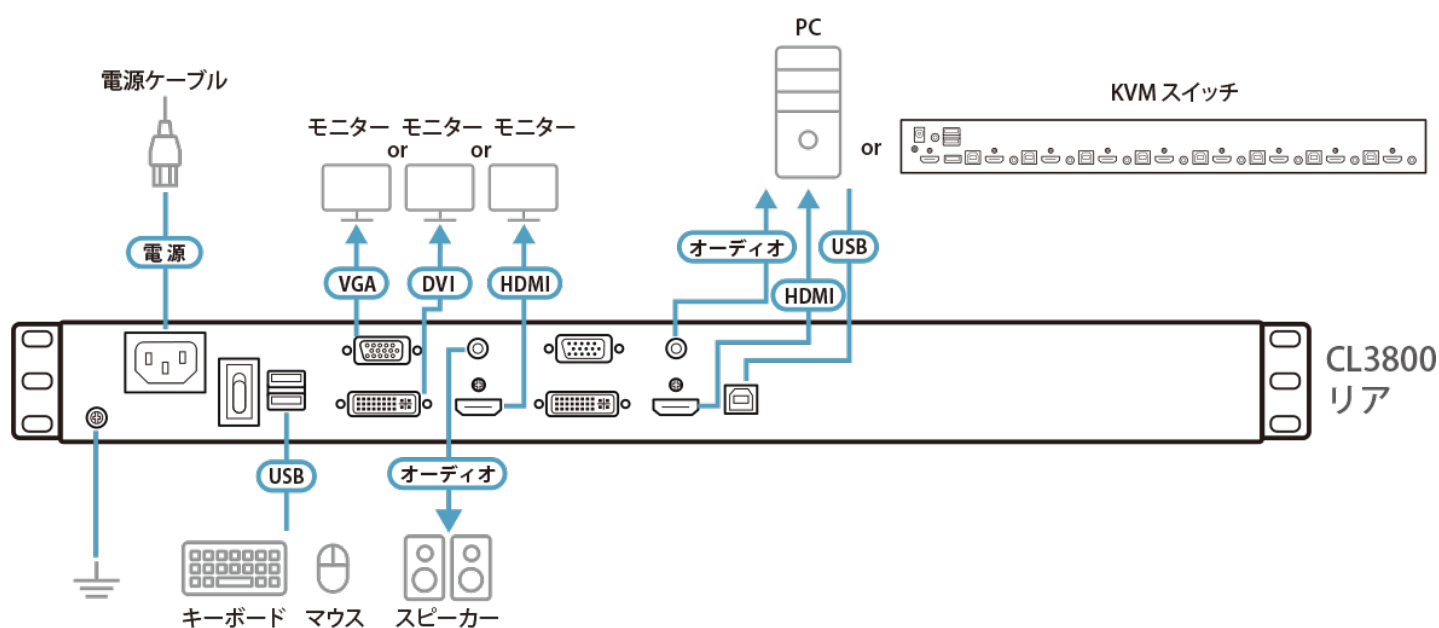 PC
電源ケーブル
KVM スイッチ
モニター モニター モニター
or or
or
オーディオ
USB
電源
VGA
DVI
HDMI
HDMI
CL3800
リア
USB
オーディオ
キーボード マウス スピーカー